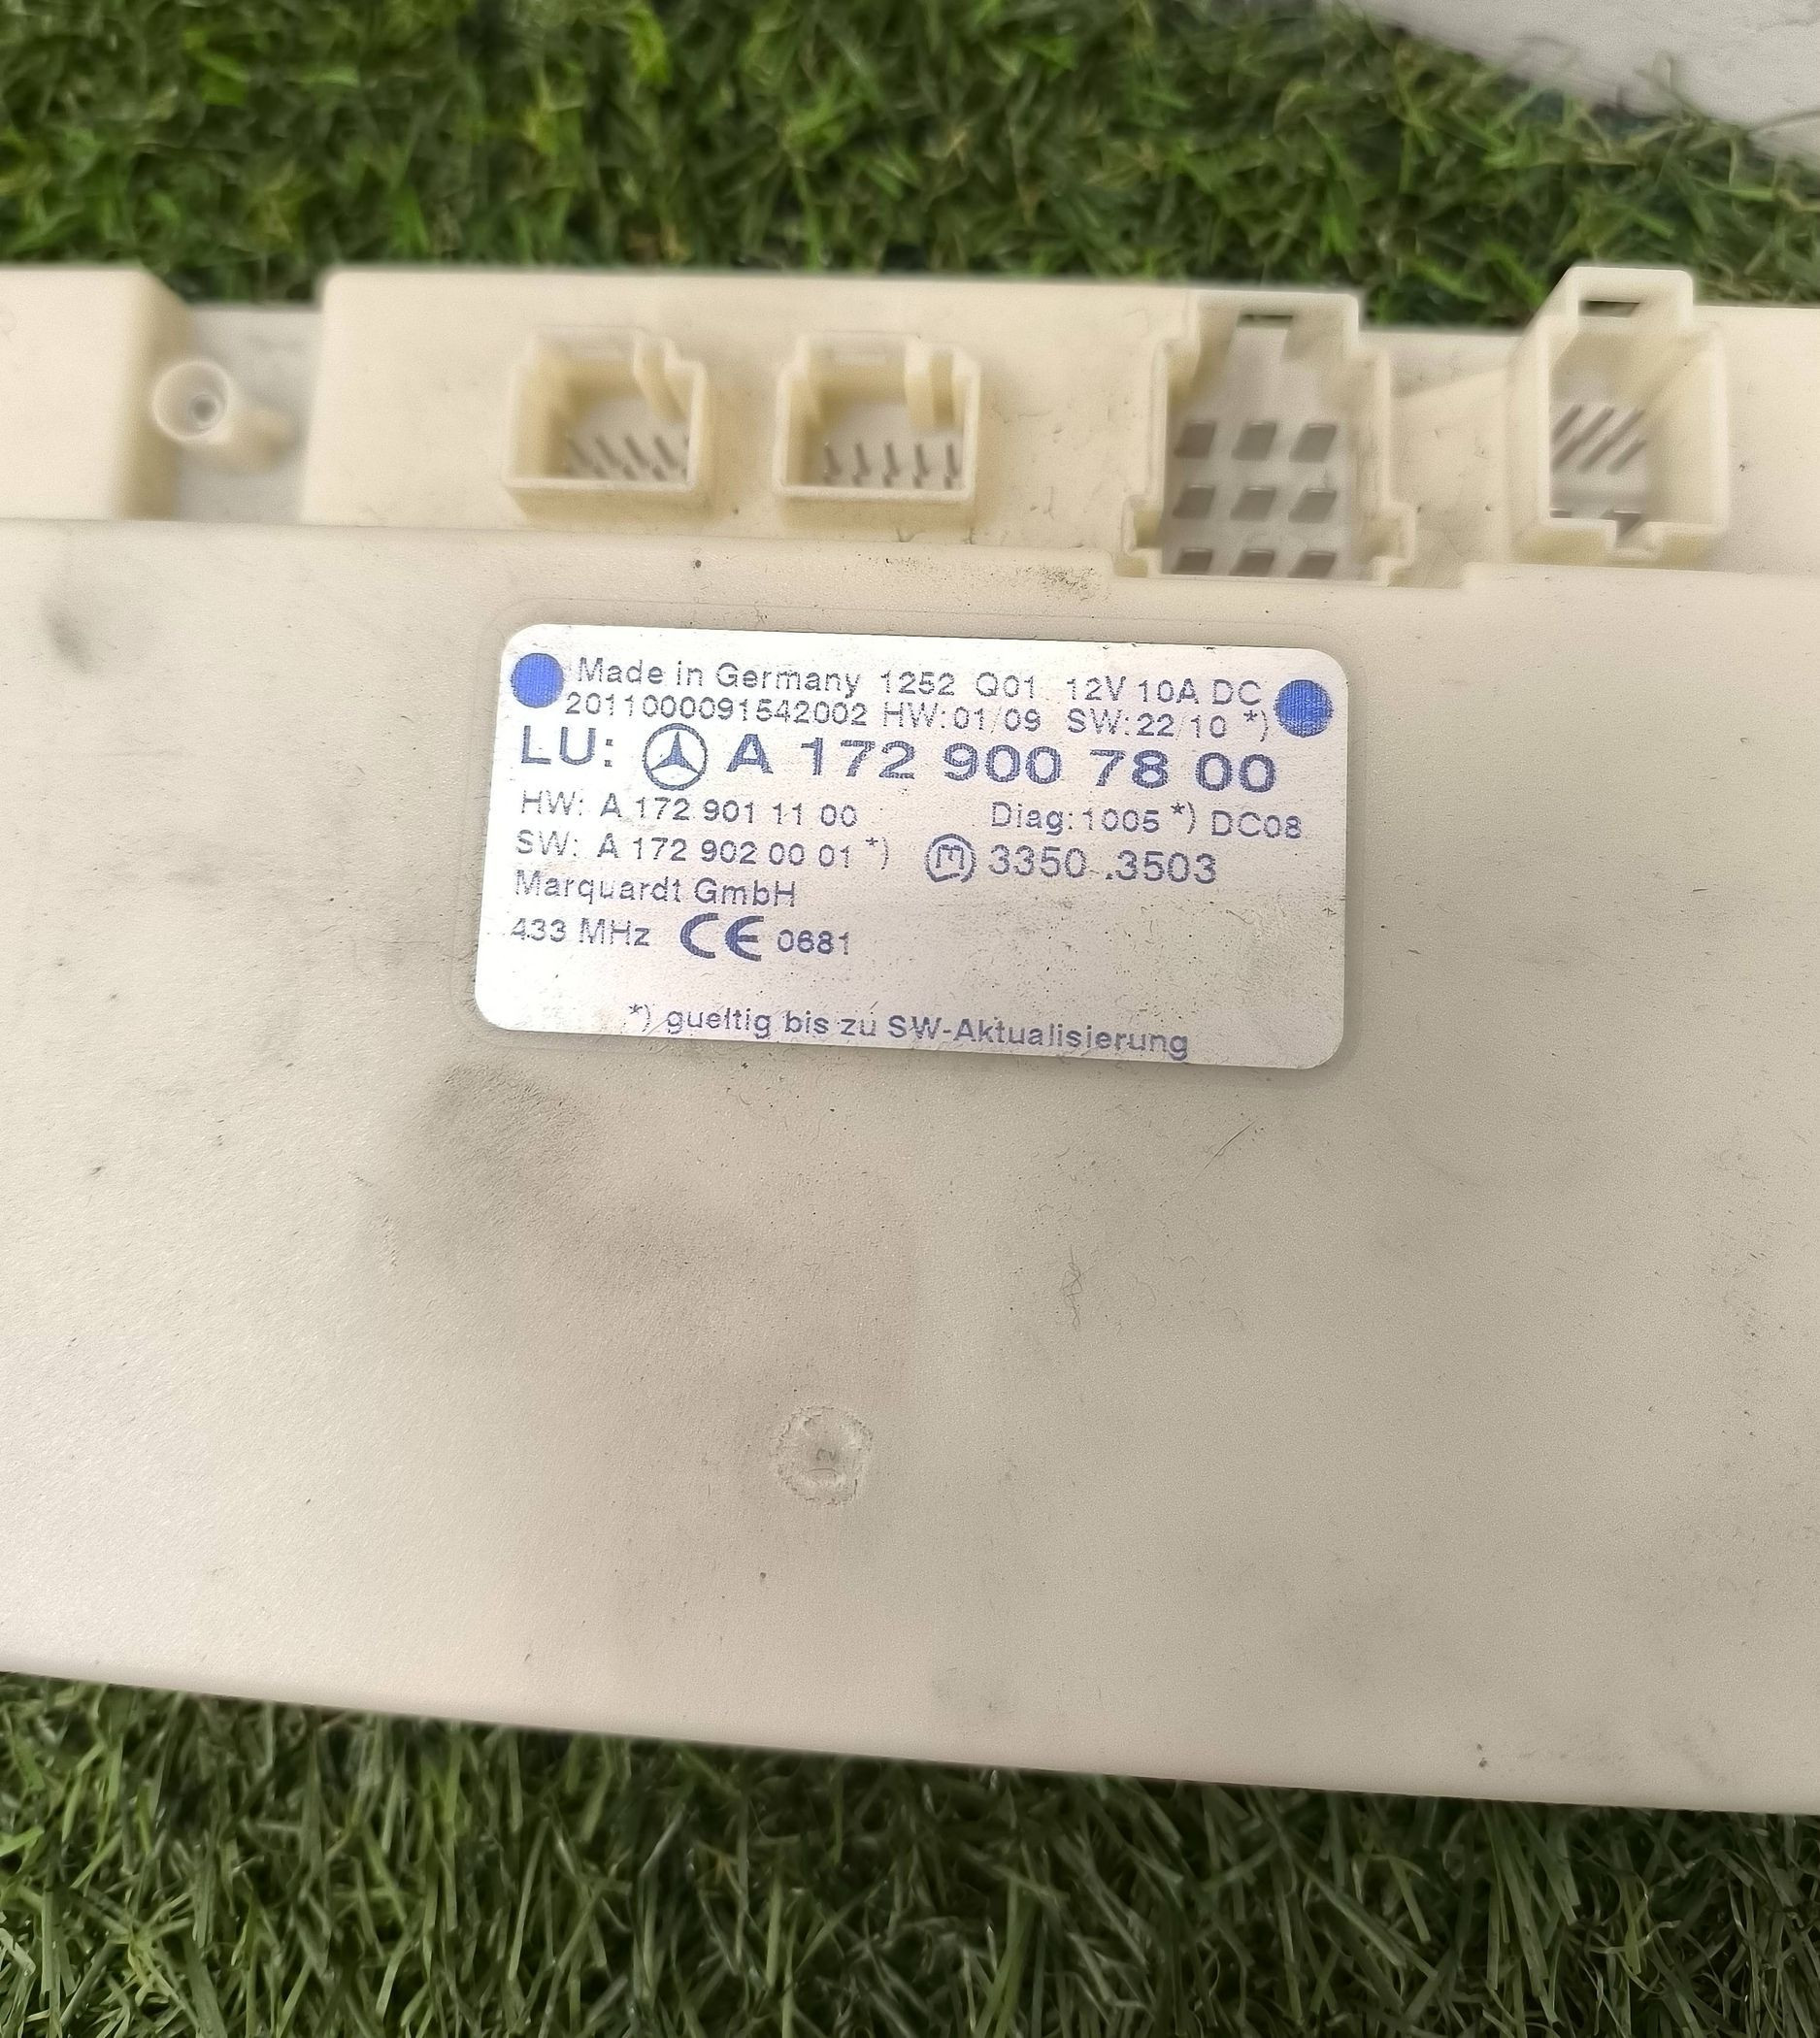 Made in Germany 1252 Q01 12V 10A DC
2011000091542002 HW:01/09 SW:22/10 *)
LU: A 172 900 78 00
HW: A 172 901 11 00 Diag:1005 *) DC08
SW: A 172 902 00 01 *) m 3350 .3503
Marquardt GmbH
433 MHz CE 0681
*) gueltig bis zu SW-Aktualisierung